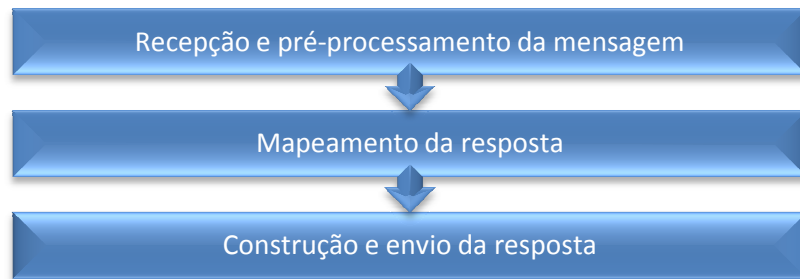 Recepção e pré-processamento da mensagem
Mapeamento da resposta
Construção e envio da resposta